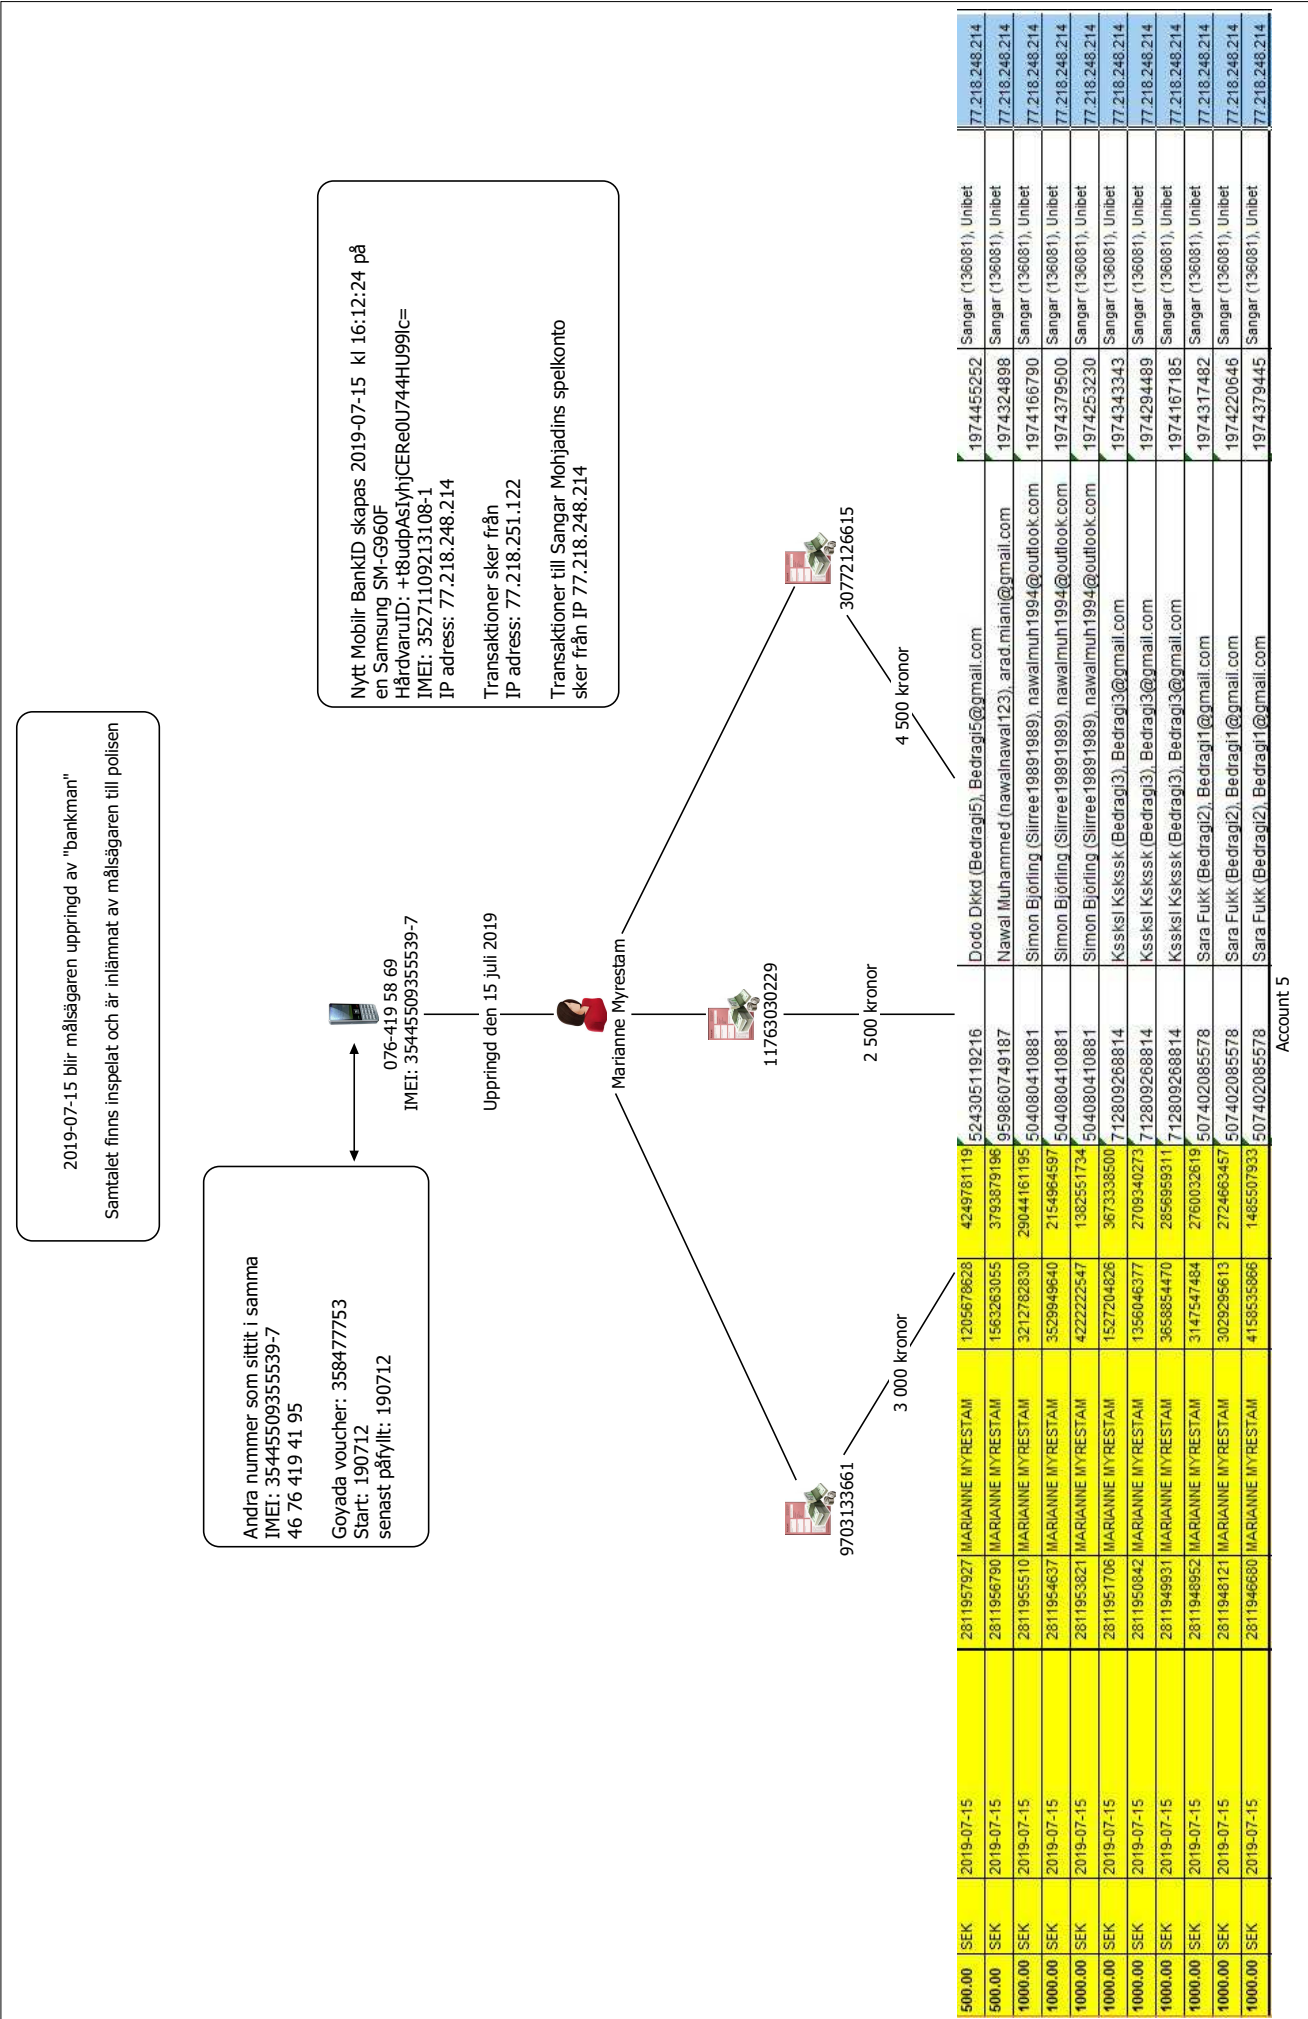 2019-07-15 blir målsägaren uppringd av "bankman"
Samtalet finns inspelat och är inlämnat av målsägaren till polisen
Andra nummer som sittit i samma
IMEI: 35445509355539-7
46 76 419 41 95
Goyada voucher: 358477753
Start: 190712
senast påfyllt: 190712
076-419 58 69
IMEI: 35445509355539-7
Uppringd den 15 juli 2019
Nytt Mobilr BankID skapas 2019-07-15 kl 16:12:24 på
en Samsung SM-G960F
HårdvaruID: +t8udpAsIyhjCERe0U744HU99lc=
IMEI: 35271109213108-1
IP adress: 77.218.248.214
Transaktioner sker från
IP adress: 77.218.251.122
Transaktioner till Sangar Mohjadins spelkonto
sker från IP 77.218.248.214
Marianne Myrestam
9703133661
11763030229
30772126615
3 000 kronor
2 500 kronor
4 500 kronor
500.00 SEK 2019-07-15 2811957927 MARIANNE MYRESTAM 1205678628 4249781119 524305119216 Dodo Dkkd (Bedragi5), Bedragi5@gmail.com 1974455252 Sangar (136081), Unibet 77.218.248.214
500.00 SEK 2019-07-15 2811956790 MARIANNE MYRESTAM 1563263055 3793879196 959860749187 Nawal Muhammed (nawalnawal123), arad.miani@gmail.com 1974324898 Sangar (136081), Unibet 77.218.248.214
1000.00 SEK 2019-07-15 2811955510 MARIANNE MYRESTAM 3212782830 29044161195 504080410881 Simon Björling (Siirree19891989), nawalmuh1994@outlook.com 1974166790 Sangar (136081), Unibet 77.218.248.214
1000.00 SEK 2019-07-15 2811954637 MARIANNE MYRESTAM 3529949640 2154964597 504080410881 Simon Björling (Siirree19891989), nawalmuh1994@outlook.com 1974379500 Sangar (136081), Unibet 77.218.248.214
1000.00 SEK 2019-07-15 2811953821 MARIANNE MYRESTAM 4222222547 1382551734 504080410881 Simon Björling (Siirree19891989), nawalmuh1994@outlook.com 1974253230 Sangar (136081), Unibet 77.218.248.214
1000.00 SEK 2019-07-15 2811951706 MARIANNE MYRESTAM 1527204826 3673338500 712809268814 Kssksl Kskssk (Bedragi3), Bedragi3@gmail.com 1974343343 Sangar (136081), Unibet 77.218.248.214
1000.00 SEK 2019-07-15 2811950842 MARIANNE MYRESTAM 1356046377 2709340273 712809268814 Kssksl Kskssk (Bedragi3), Bedragi3@gmail.com 1974294489 Sangar (136081), Unibet 77.218.248.214
1000.00 SEK 2019-07-15 2811949931 MARIANNE MYRESTAM 3658854470 2856959311 712809268814 Kssksl Kskssk (Bedragi3), Bedragi3@gmail.com 1974167185 Sangar (136081), Unibet 77.218.248.214
1000.00 SEK 2019-07-15 2811948952 MARIANNE MYRESTAM 3147547484 2760032619 507402085578 Sara Fukk (Bedragi2), Bedragi1@gmail.com 1974317482 Sangar (136081), Unibet 77.218.248.214
1000.00 SEK 2019-07-15 2811948121 MARIANNE MYRESTAM 3029295613 2724663457 507402085578 Sara Fukk (Bedragi2), Bedragi1@gmail.com 1974220646 Sangar (136081), Unibet 77.218.248.214
1000.00 SEK 2019-07-15 2811946680 MARIANNE MYRESTAM 4158535866 1485507933 507402085578 Sara Fukk (Bedragi2), Bedragi1@gmail.com 1974379445 Sangar (136081), Unibet 77.218.248.214
Account 5